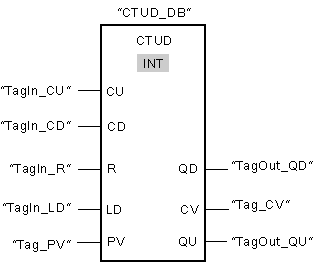 “CTUD_DB“
CTUD
INT
“TagIn_CU“ CU
“TagIn_CD“ CD
“TagIn_R“ R QD “TagOut_QD“
“TagIn_LD“ LD CV “Tag_CV“
“Tag_PV“ PV QU “TagOut_QU“